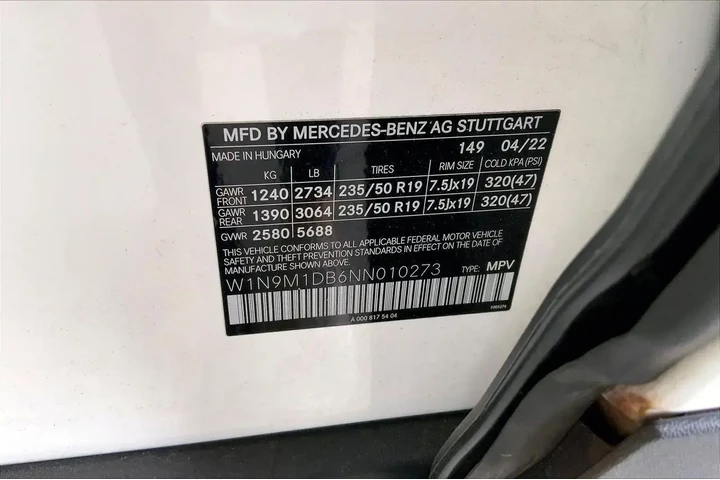 MFD BY MERCEDES-BENZ AG STUTTGART
MADE IN HUNGARY 149 04/22
KG LB TIRES RIM SIZE COLD KPA (PSI)
GAWR FRONT 1240 2734 235/50 R19 7.5Jx19 320(47)
GAWR REAR 1390 3064 235/50 R19 7.5Jx19 320(47)
GVWR 2580 5688
THIS VEHICLE CONFORMS TO ALL APPLICABLE FEDERAL MOTOR VEHICLE
SAFETY AND THEFT PREVENTION STANDARDS IN EFFECT ON THE DATE OF
MANUFACTURE SHOWN ABOVE.
W1N9M1DB6NN010273 TYPE: MPV
A 000 817 54 04